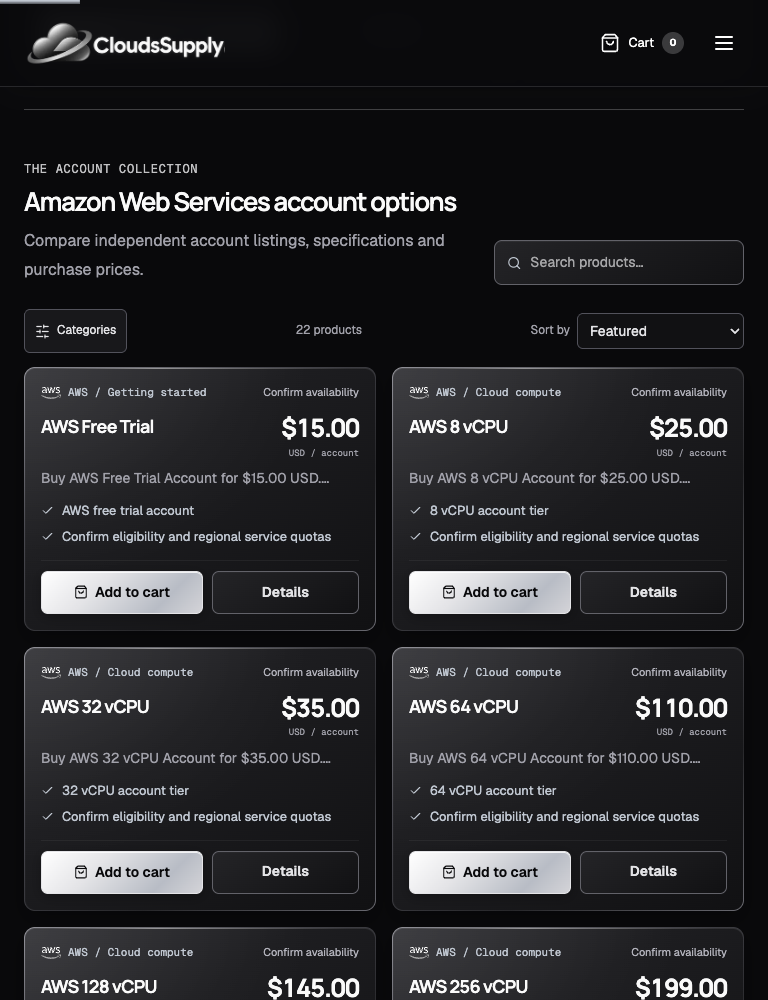 CloudsSupply
Cart 0
THE ACCOUNT COLLECTION
Amazon Web Services account options
Compare independent account listings, specifications and
purchase prices.
Search products...
Categories
22 products
Sort by Featured
aws AWS / Getting started Confirm availability
AWS Free Trial $15.00
USD / account
Buy AWS Free Trial Account for $15.00 USD....
AWS free trial account
Confirm eligibility and regional service quotas
Add to cart Details
aws AWS / Cloud compute Confirm availability
AWS 8 vCPU $25.00
USD / account
Buy AWS 8 vCPU Account for $25.00 USD....
8 vCPU account tier
Confirm eligibility and regional service quotas
Add to cart Details
aws AWS / Cloud compute Confirm availability
AWS 32 vCPU $35.00
USD / account
Buy AWS 32 vCPU Account for $35.00 USD....
32 vCPU account tier
Confirm eligibility and regional service quotas
Add to cart Details
aws AWS / Cloud compute Confirm availability
AWS 64 vCPU $110.00
USD / account
Buy AWS 64 vCPU Account for $110.00 USD....
64 vCPU account tier
Confirm eligibility and regional service quotas
Add to cart Details
aws AWS / Cloud compute Confirm availability
AWS 128 vCPU $145.00
aws AWS / Cloud compute Confirm availability
AWS 256 vCPU $199.00